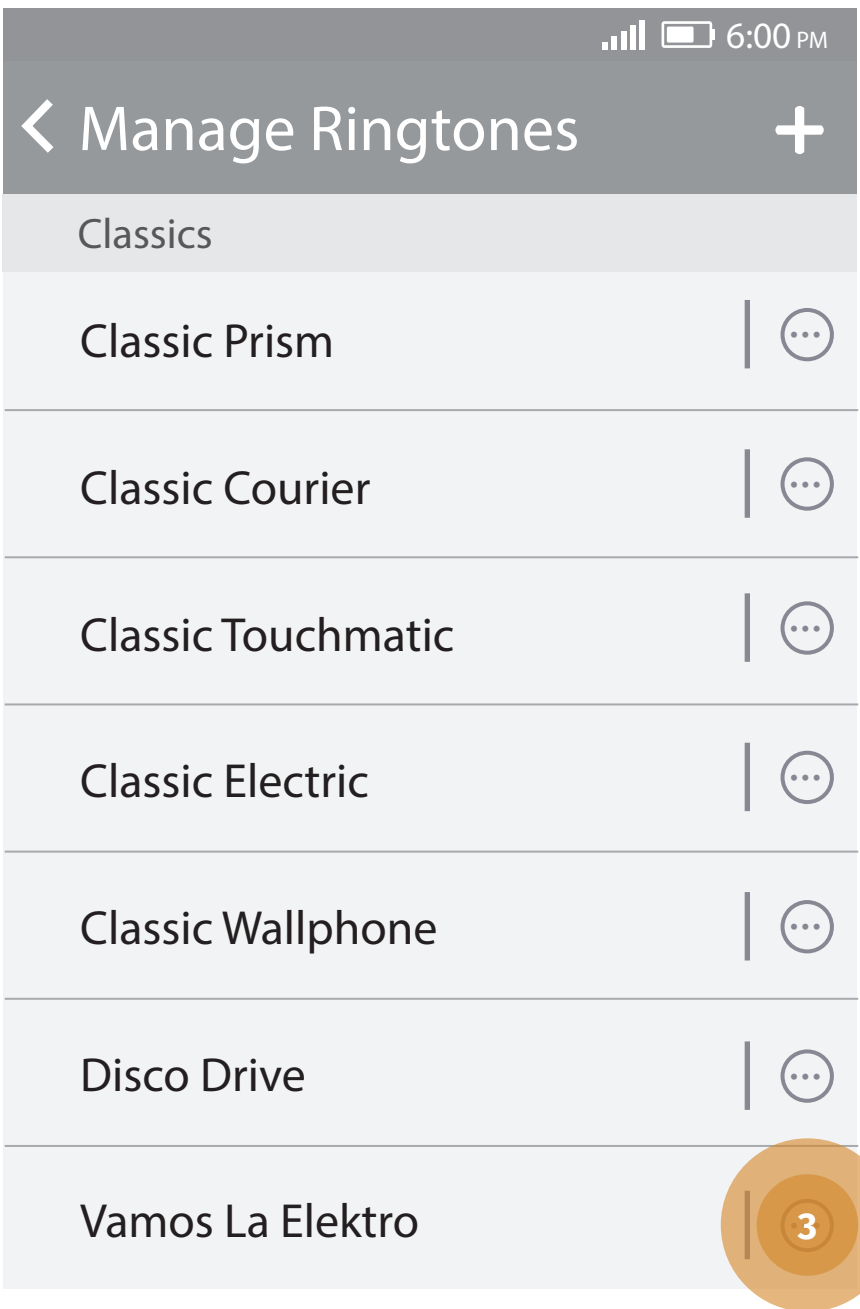 6:00 PM
Manage Ringtones
Classics
Classic Prism
Classic Courier
Classic Touchmatic
Classic Electric
Classic Wallphone
Disco Drive
Vamos La Elektro
3